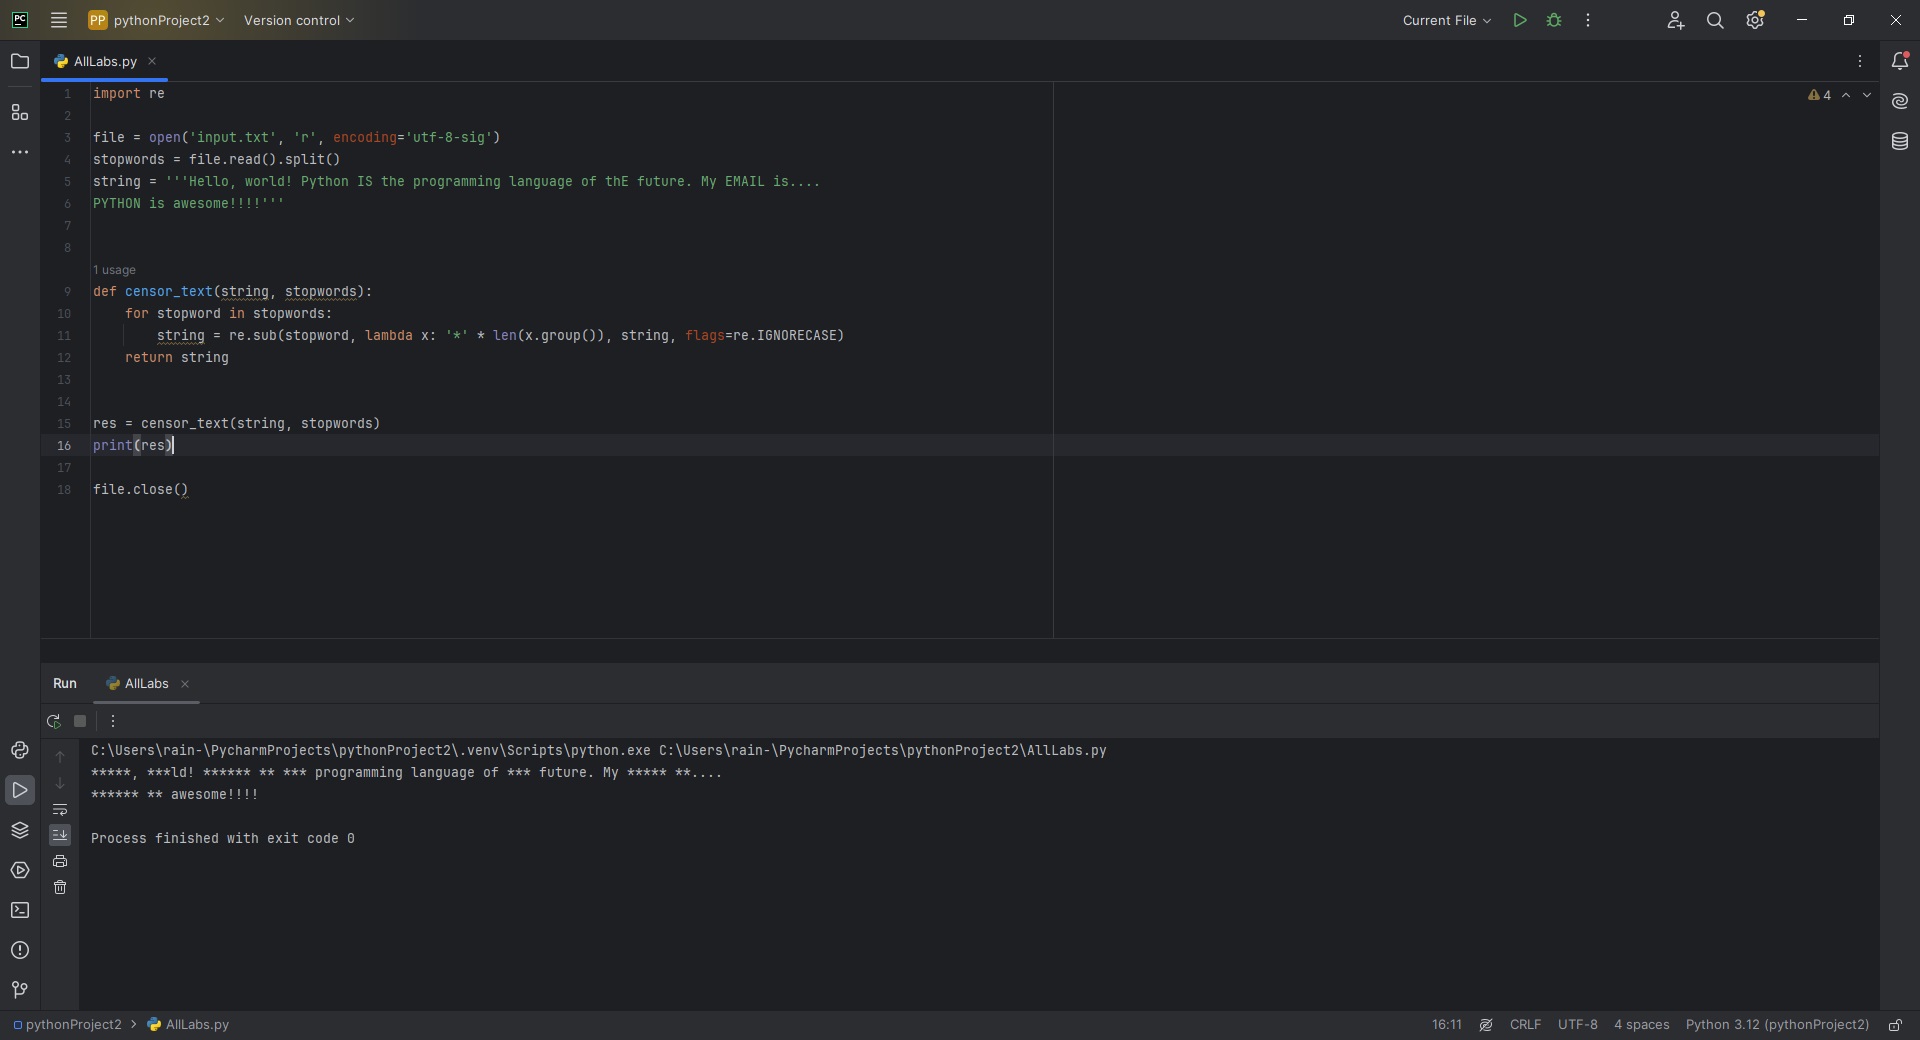 PC
PP pythonProject2 Version control Current File
AllLabs.py
4
1 import re
2
3 file = open('input.txt', 'r', encoding='utf-8-sig')
4 stopwords = file.read().split()
5 string = '''Hello, world! Python IS the programming language of thE future. My EMAIL is....
6 PYTHON is awesome!!!!'''
7
8
1 usage
9 def censor_text(string, stopwords):
10 for stopword in stopwords:
11 string = re.sub(stopword, lambda x: '*' * len(x.group()), string, flags=re.IGNORECASE)
12 return string
13
14
15 res = censor_text(string, stopwords)
16 print(res)
17
18 file.close()
Run AllLabs
C:\Users\rain-\PycharmProjects\pythonProject2\.venv\Scripts\python.exe C:\Users\rain-\PycharmProjects\pythonProject2\AllLabs.py
*****, ***ld! ****** ** *** programming language of *** future. My ***** **....
****** ** awesome!!!!
Process finished with exit code 0
pythonProject2 > AllLabs.py 16:11 CRLF UTF-8 4 spaces Python 3.12 (pythonProject2)